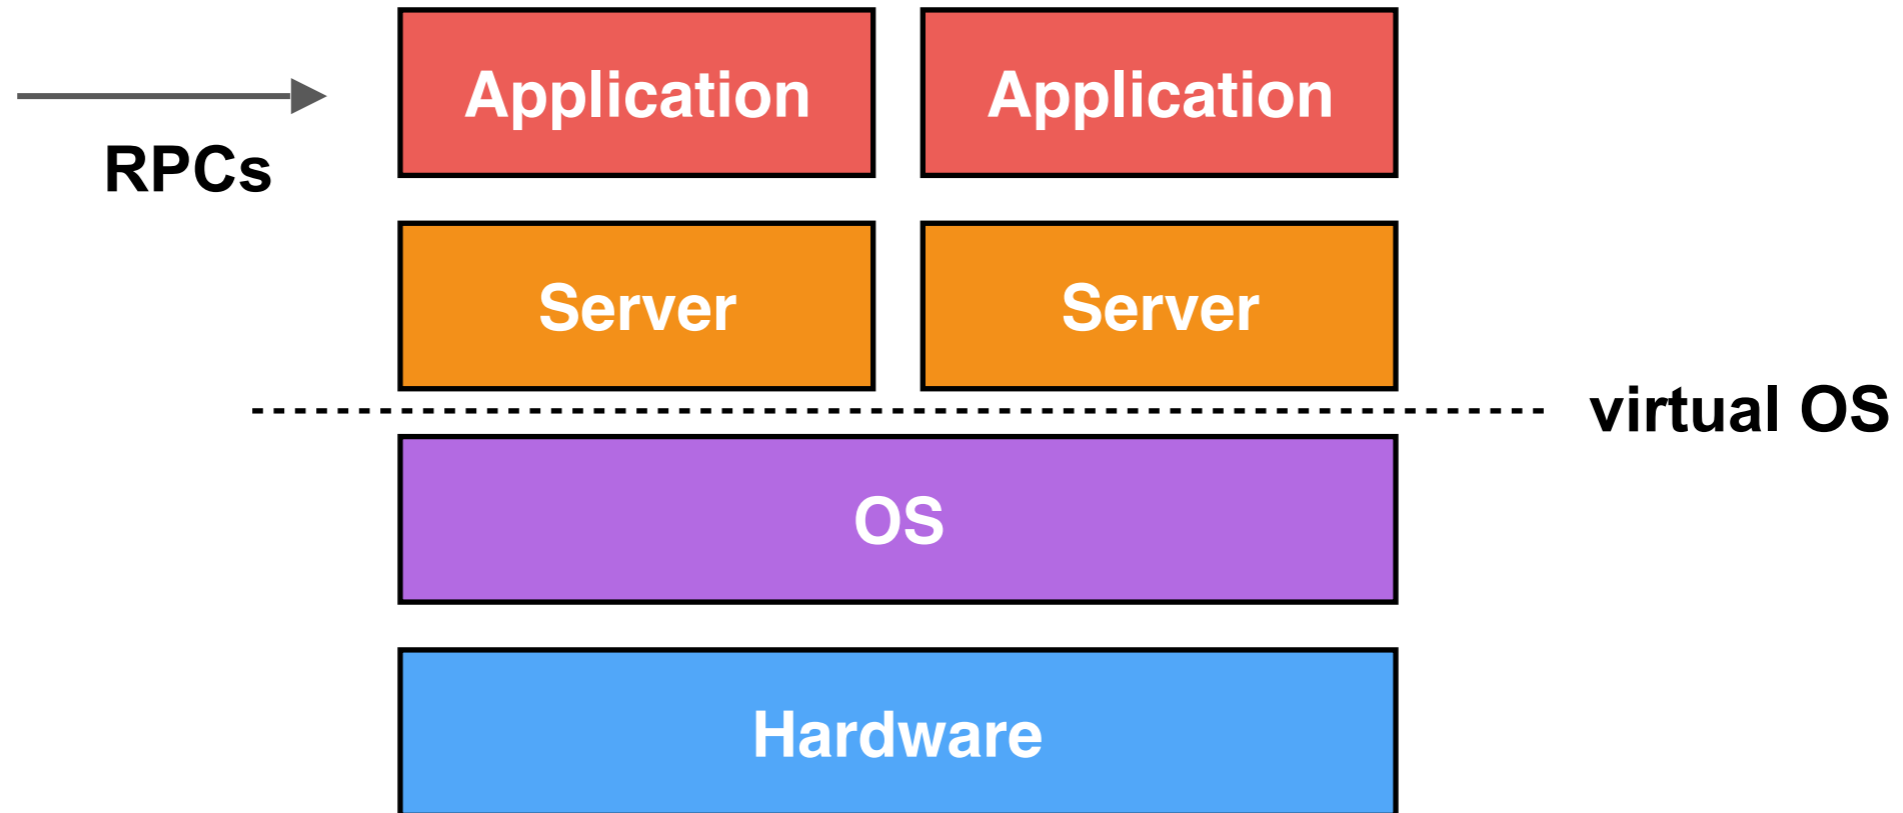 Application
Application
RPCs
Server
Server
virtual OS
OS
Hardware